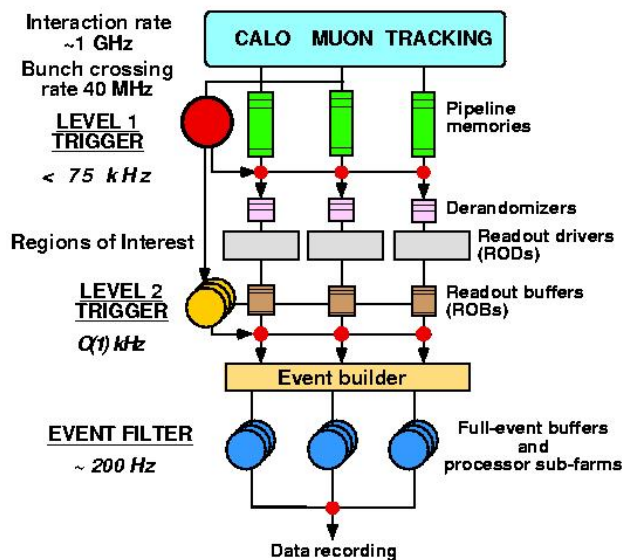 Interaction rate
~1 GHz
CALO MUON TRACKING
Bunch crossing
rate 40 MHz
LEVEL 1
TRIGGER
< 75 kHz
Pipeline
memories
Derandomizers
Regions of Interest
Readout drivers
(RODs)
LEVEL 2
TRIGGER
O(1) kHz
Readout buffers
(ROBs)
Event builder
EVENT FILTER
~ 200 Hz
Full-event buffers
and
processor sub-farms
Data recording